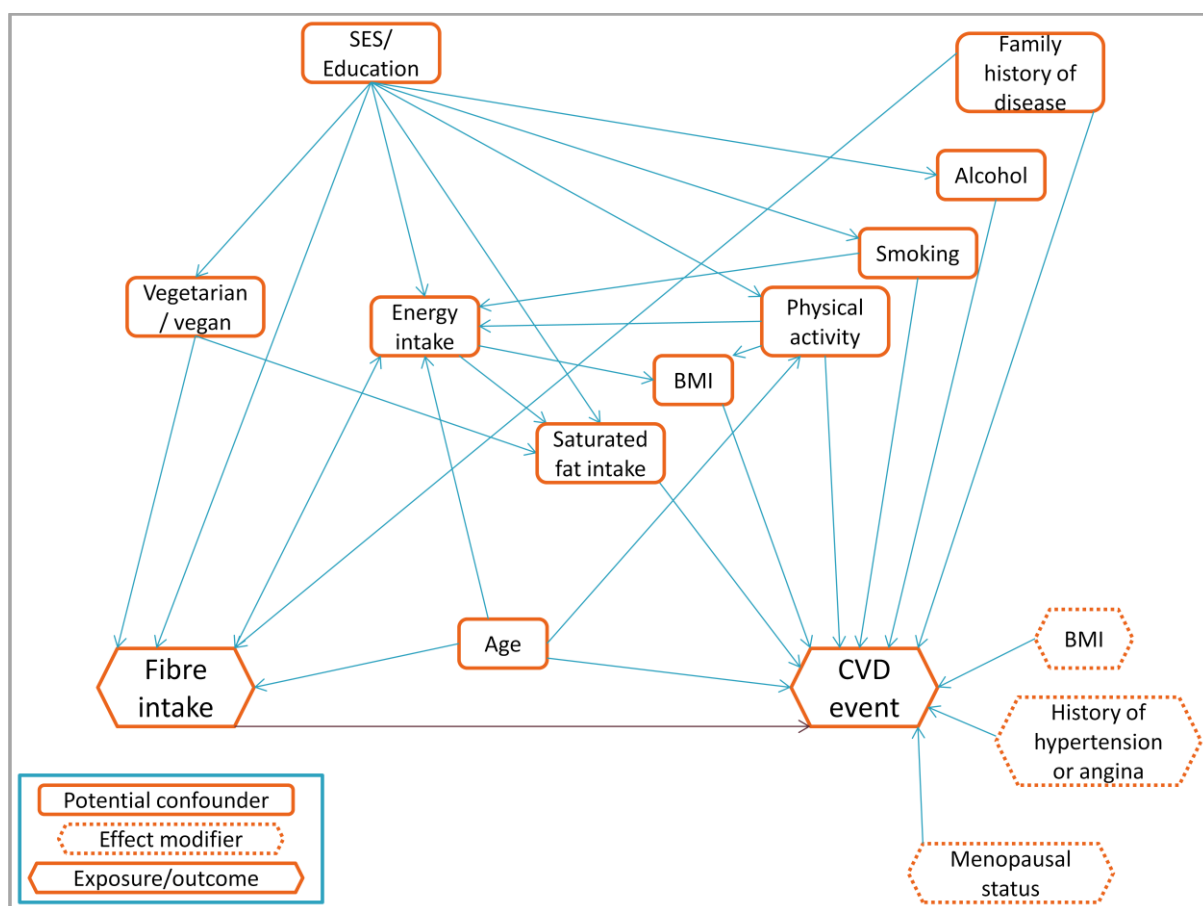 SES/
Education
Family
history of
disease
Alcohol
Smoking
Vegetarian
/ vegan
Energy
intake
Physical
activity
BMI
Saturated
fat intake
Age
Fibre
intake
CVD
event
BMI
History of
hypertension
or angina
Menopausal
status
Potential confounder
Effect modifier
Exposure/outcome